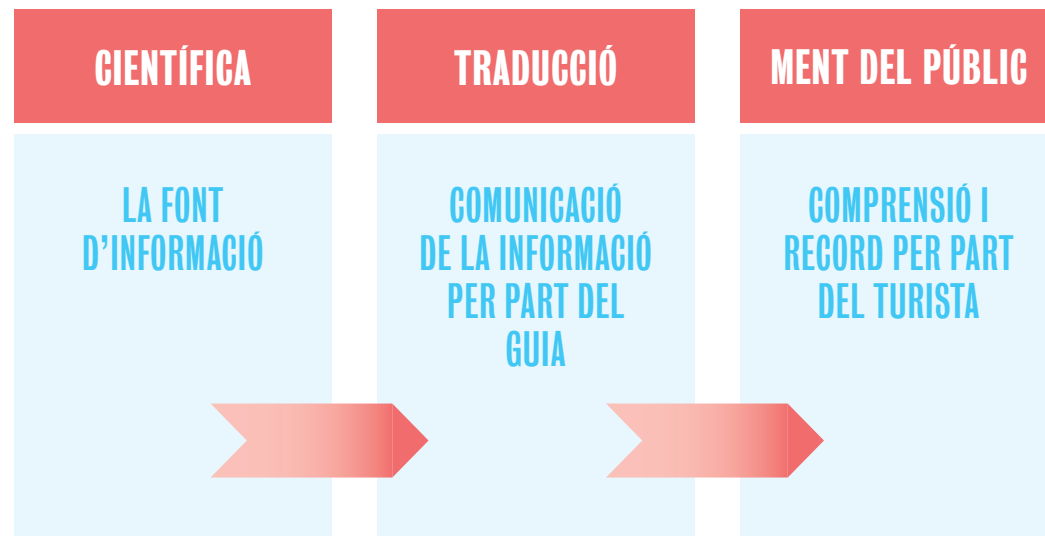 CIENTÍFICA
LA FONT
D'INFORMACIÓ
TRADUCCIÓ
COMUNICACIÓ
DE LA INFORMACIÓ
PER PART DEL
GUIA
MENT DEL PÚBLIC
COMPRENSIÓ I
RECORD PER PART
DEL TURISTA